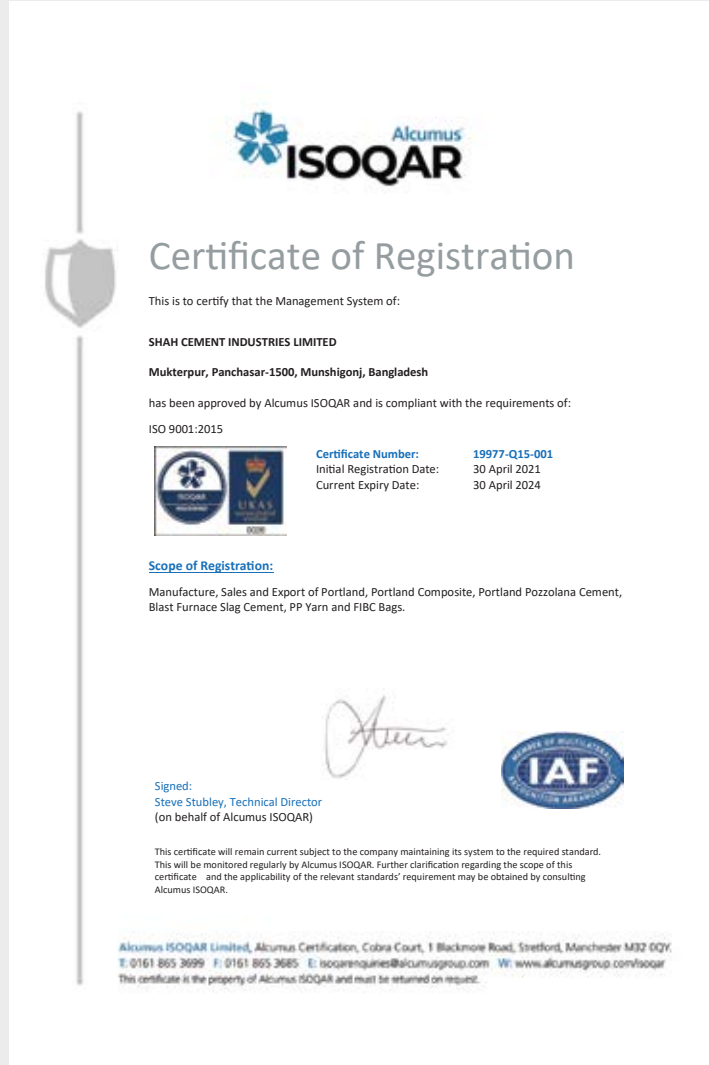 Alcumus
ISOQAR
Certificate of Registration
This is to certify that the Management System of:
SHAH CEMENT INDUSTRIES LIMITED
Mukterpur, Panchasar-1500, Munshigonj, Bangladesh
has been approved by Alcumus ISOQAR and is compliant with the requirements of:
ISO 9001:2015
ISOQAR
REGISTERED
UKAS
MANAGEMENT
SYSTEMS
0026
Certificate Number: 19977-Q15-001
Initial Registration Date: 30 April 2021
Current Expiry Date: 30 April 2024
Scope of Registration:
Manufacture, Sales and Export of Portland, Portland Composite, Portland Pozzolana Cement,
Blast Furnace Slag Cement, PP Yarn and FIBC Bags.
MEMBER OF MULTILATERAL
IAF
RECOGNITION ARRANGEMENT
Signed:
Steve Stubley, Technical Director
(on behalf of Alcumus ISOQAR)
This certificate will remain current subject to the company maintaining its system to the required standard.
This will be monitored regularly by Alcumus ISOQAR. Further clarification regarding the scope of this
certificate and the applicability of the relevant standards' requirement may be obtained by consulting
Alcumus ISOQAR.
Alcumus ISOQAR Limited, Alcumus Certification, Cobra Court, 1 Blackmore Road, Stretford, Manchester M32 0QY.
T: 0161 865 3699 F: 0161 865 3685 E: isoqarenquiries@alcumusgroup.com W: www.alcumusgroup.com/isoqar
This certificate is the property of Alcumus ISOQAR and must be returned on request.